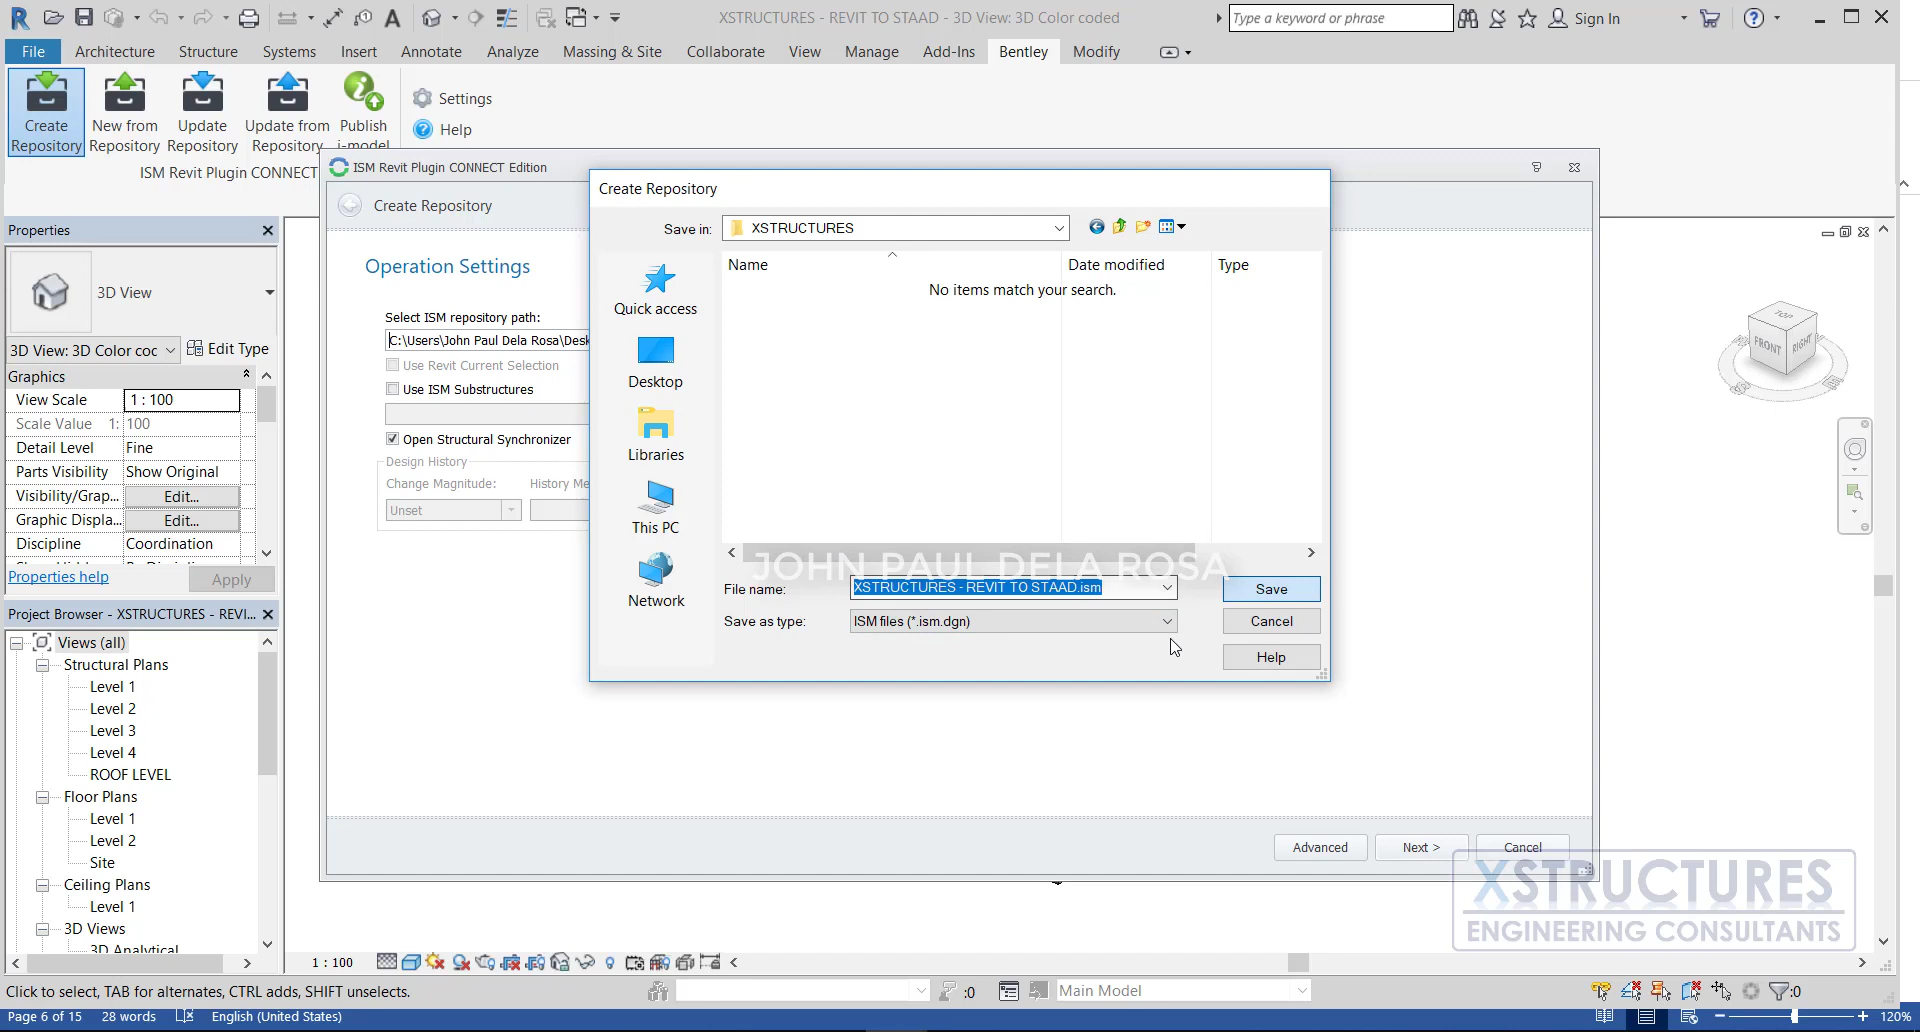 XSTRUCTURES - REVIT TO STAAD - 3D View: 3D Color coded
Type a keyword or phrase
Sign In
File
Architecture
Structure
Systems
Insert
Annotate
Analyze
Massing & Site
Collaborate
View
Manage
Add-Ins
Bentley
Modify
Create Repository
New from Repository
Update Repository
Update from Repository
Publish i-model
Settings
Help
ISM Revit Plugin CONNECT
ISM Revit Plugin CONNECT Edition
Create Repository
Create Repository
Save in:
XSTRUCTURES
Name
Date modified
Type
No items match your search.
Quick access
Desktop
Libraries
This PC
Network
File name:
XSTRUCTURES - REVIT TO STAAD.ism
Save
Save as type:
ISM files (*.ism.dgn)
Cancel
Help
JOHN PAUL DELA ROSA
Operation Settings
Select ISM repository path:
C:\Users\John Paul Dela Rosa\Desk
Use Revit Current Selection
Use ISM Substructures
Open Structural Synchronizer
Design History
Change Magnitude:
History Me
Unset
Advanced
Next >
Cancel
Properties
3D View
3D View: 3D Color coc
Edit Type
Graphics
View Scale
1 : 100
Scale Value 1:
100
Detail Level
Fine
Parts Visibility
Show Original
Visibility/Grap...
Edit...
Graphic Displa...
Edit...
Discipline
Coordination
Properties help
Apply
Project Browser - XSTRUCTURES - REVI...
Views (all)
Structural Plans
Level 1
Level 2
Level 3
Level 4
ROOF LEVEL
Floor Plans
Level 1
Level 2
Site
Ceiling Plans
Level 1
3D Views
3D Analytical
TOP
FRONT
RIGHT
XSTRUCTURES
ENGINEERING CONSULTANTS
1 : 100
Click to select, TAB for alternates, CTRL adds, SHIFT unselects.
:0
Main Model
:0
Page 6 of 15
28 words
English (United States)
120%